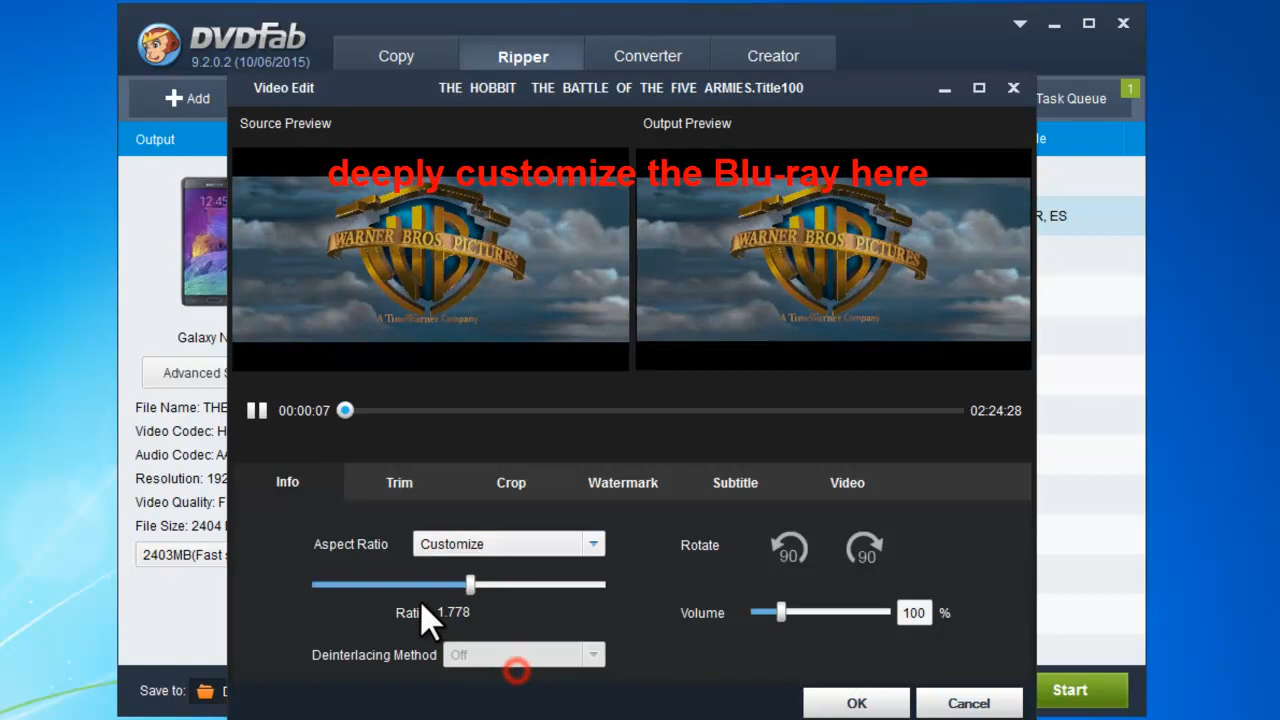 DVDFab
9.2.0.2 (10/06/2015)
Copy
Ripper
Converter
Creator
Add
Video Edit
THE HOBBIT THE BATTLE OF THE FIVE ARMIES.Title100
Task Queue
1
Output
Source Preview
Output Preview
deeply customize the Blu-ray here
WARNER BROS. PICTURES
A TimeWarner Company
WARNER BROS. PICTURES
A TimeWarner Company
12:45
R, ES
Galaxy N
Advanced S
File Name: THE
Video Codec: H
Audio Codec: AA
Resolution: 192
Video Quality: F
File Size: 2404
2403MB(Fast s
00:00:07
02:24:28
Info
Trim
Crop
Watermark
Subtitle
Video
Aspect Ratio
Customize
Rotate
90
90
1.778
Volume
100
%
Deinterlacing Method
Off
Save to:
OK
Cancel
Start